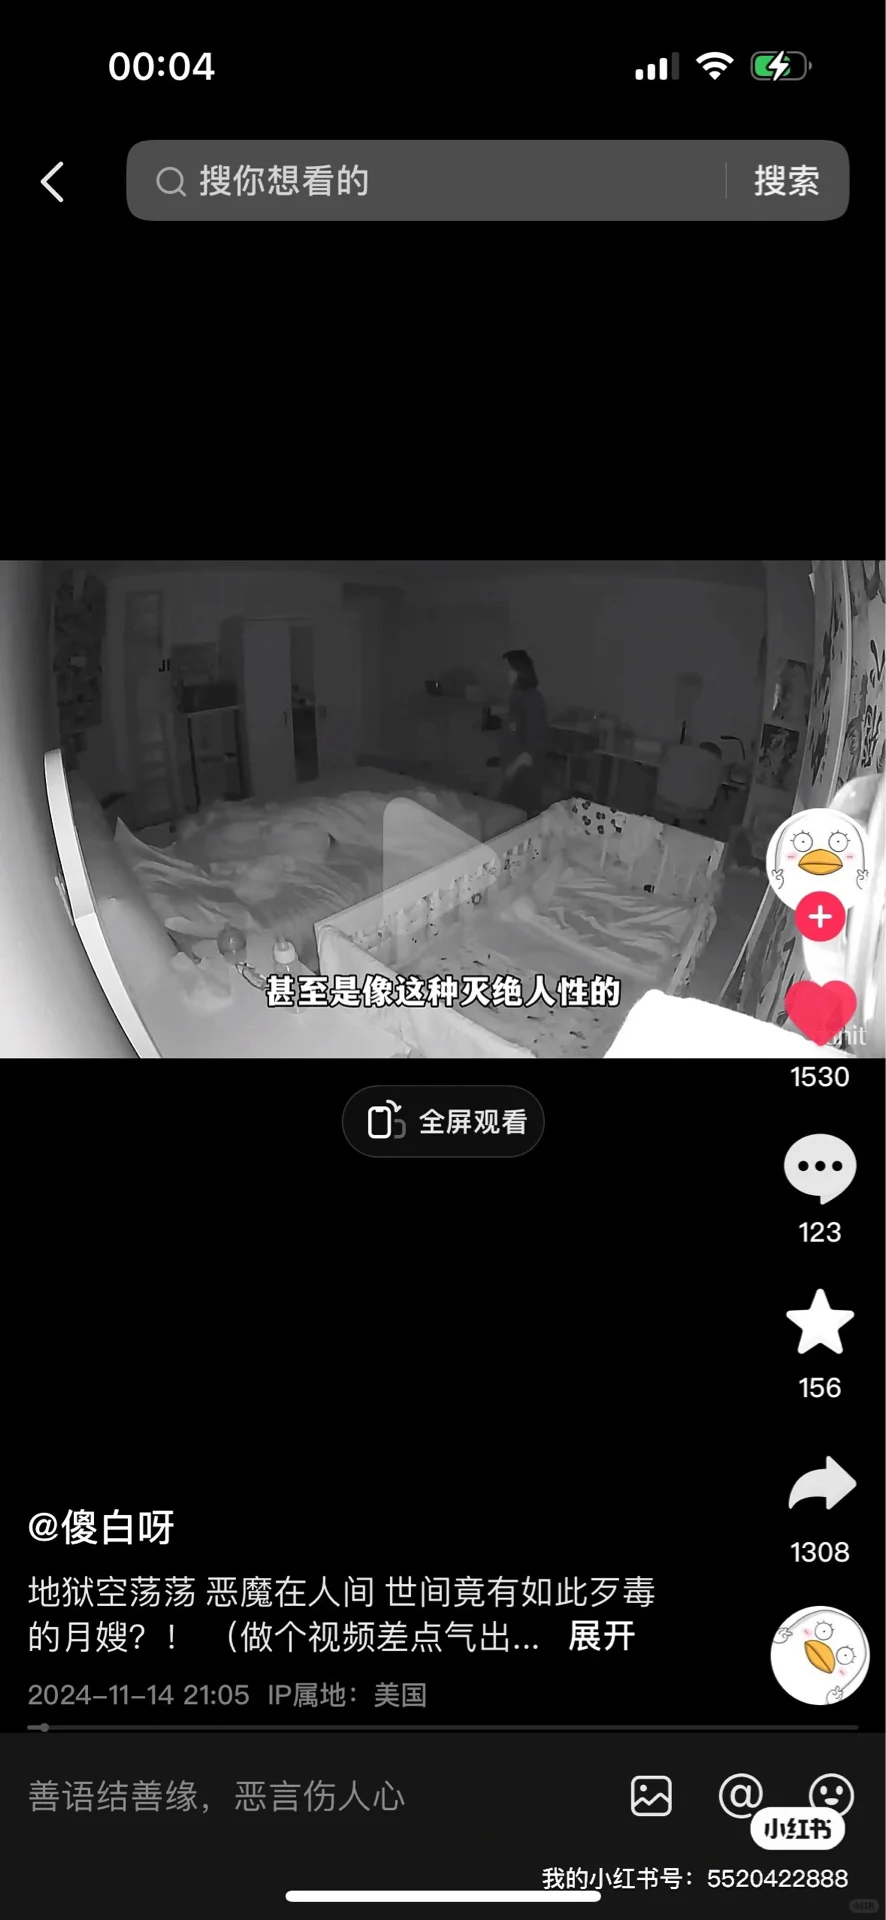 00:04
搜你想看的
搜索
JL
甚至是像这种灭绝人性的
1530
全屏观看
123
156
1308
@傻白呀
地狱空荡荡 恶魔在人间 世间竟有如此歹毒
的月嫂？！ （做个视频差点气出... 展开
2024-11-14 21:05 IP属地：美国
善语结善缘，恶言伤人心
小红书
我的小红书号：5520422888